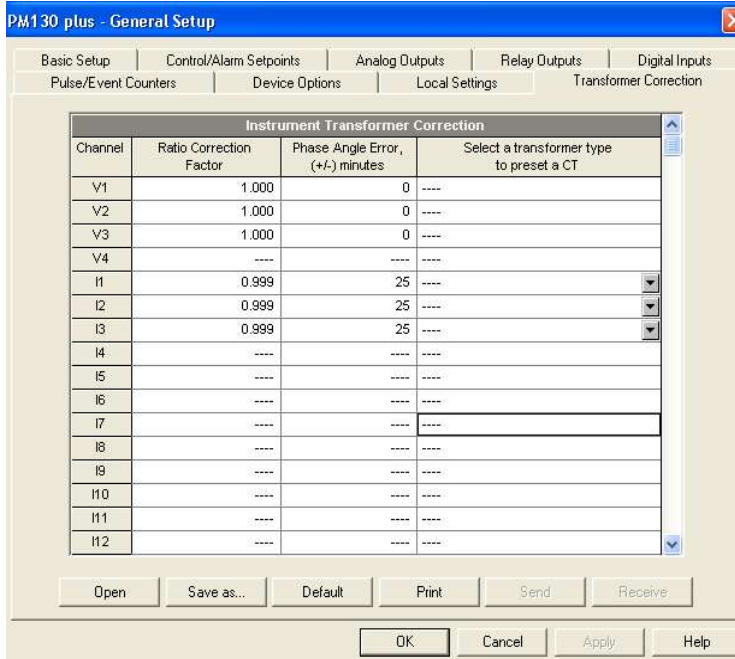 PM130 plus - General Setup
Basic Setup Control/Alarm Setpoints Analog Outputs Relay Outputs Digital Inputs
Pulse/Event Counters Device Options Local Settings Transformer Correction
Instrument Transformer Correction
Channel Ratio Correction Factor Phase Angle Error, (+/-) minutes Select a transformer type to preset a CT
V1 1.000 0 ----
V2 1.000 0 ----
V3 1.000 0 ----
V4 ---- ---- ----
I1 0.999 25 ----
I2 0.999 25 ----
I3 0.999 25 ----
I4 ---- ---- ----
I5 ---- ---- ----
I6 ---- ---- ----
I7 ---- ---- ----
I8 ---- ---- ----
I9 ---- ---- ----
I10 ---- ---- ----
I11 ---- ---- ----
I12 ---- ---- ----
Open Save as... Default Print Send Receive
OK Cancel Apply Help